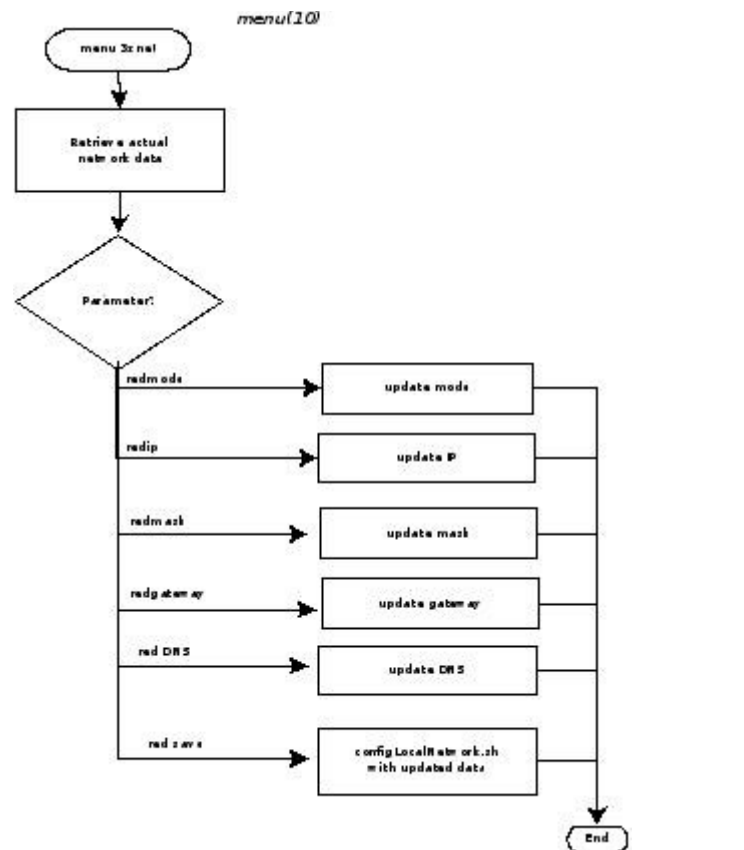 menu(10)
menu 3z net
Retrieve actual
network data
Parameter?
redmode
update mode
redip
update IP
redmask
update mask
redgateway
update gateway
red DNS
update DNS
red save
configLocalNetwork.sh
with updated data
End